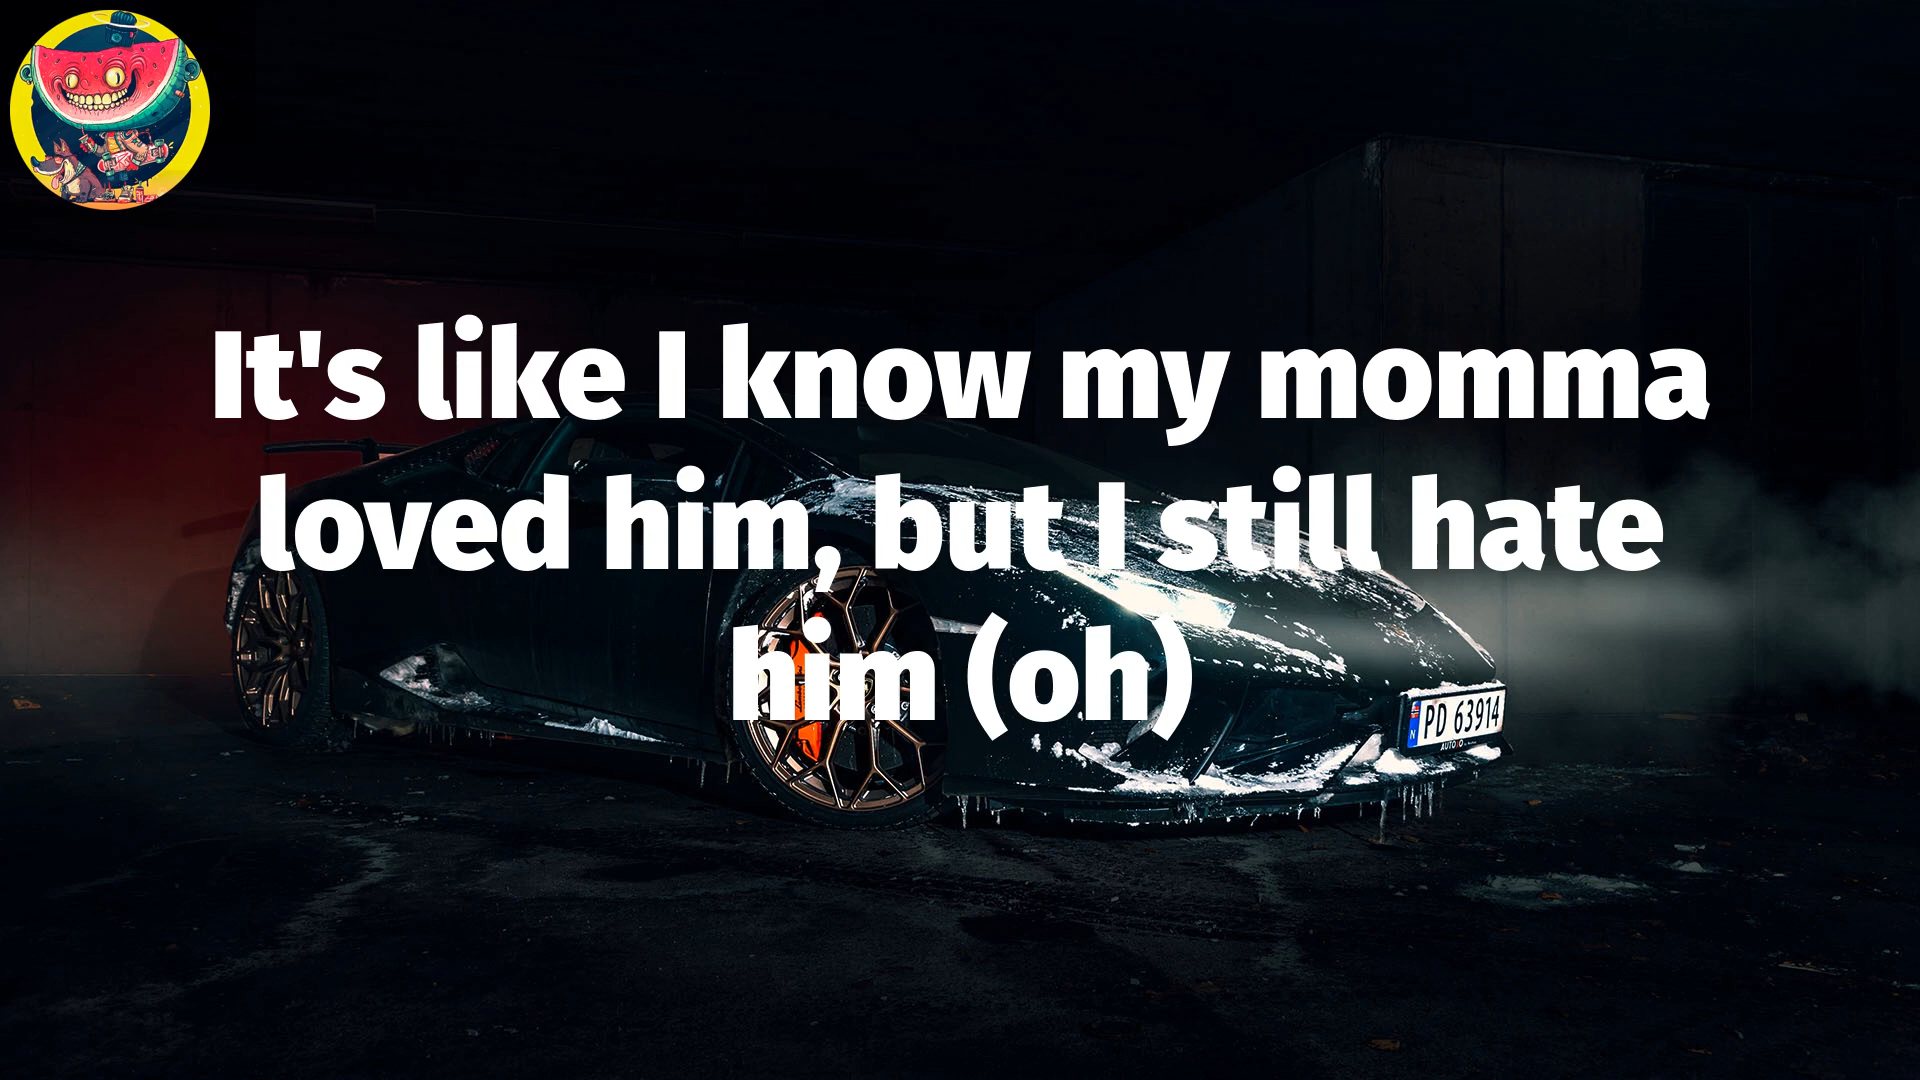 It's like I know my momma
loved him, but I still hate
him (oh)
PD 63914
N